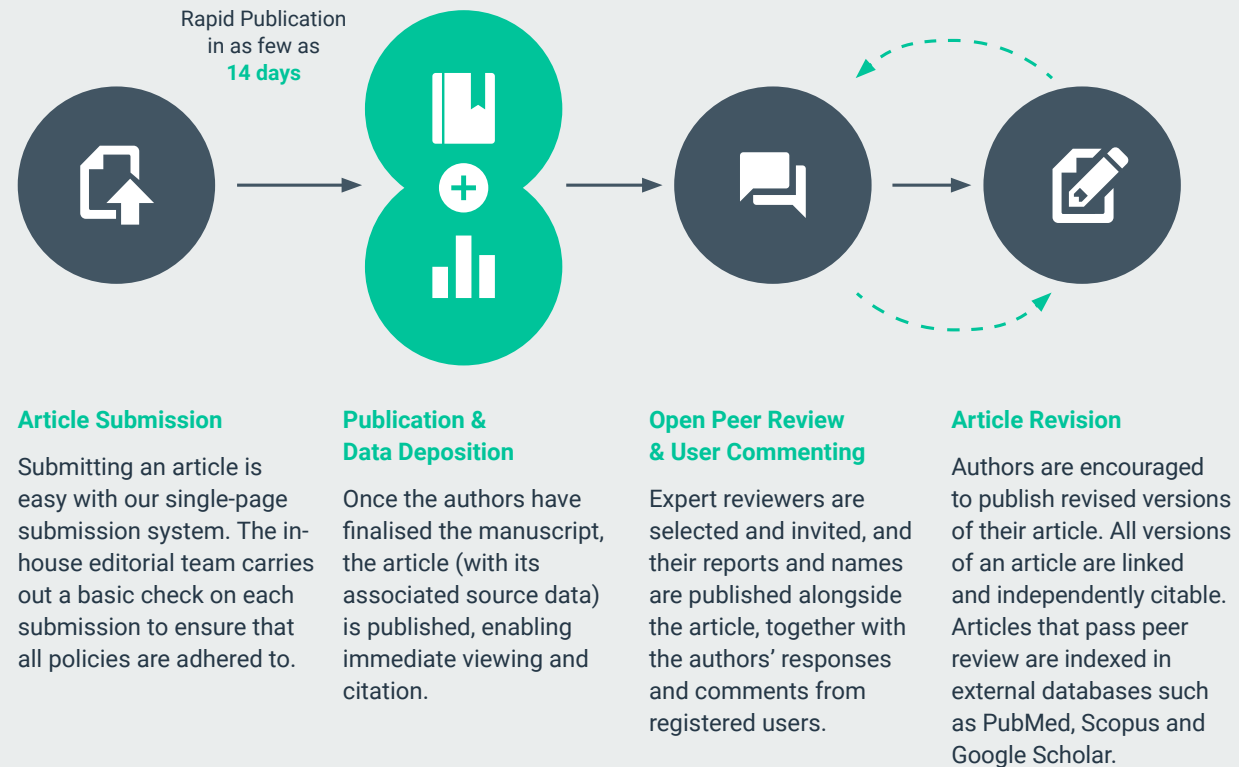 Rapid Publication
in as few as
14 days
Article Submission
Submitting an article is
easy with our single-page
submission system. The in-
house editorial team carries
out a basic check on each
submission to ensure that
all policies are adhered to.
Publication &
Data Deposition
Once the authors have
finalised the manuscript,
the article (with its
associated source data)
is published, enabling
immediate viewing and
citation.
Open Peer Review
& User Commenting
Expert reviewers are
selected and invited, and
their reports and names
are published alongside
the article, together with
the authors’ responses
and comments from
registered users.
Article Revision
Authors are encouraged
to publish revised versions
of their article. All versions
of an article are linked
and independently citable.
Articles that pass peer
review are indexed in
external databases such
as PubMed, Scopus and
Google Scholar.